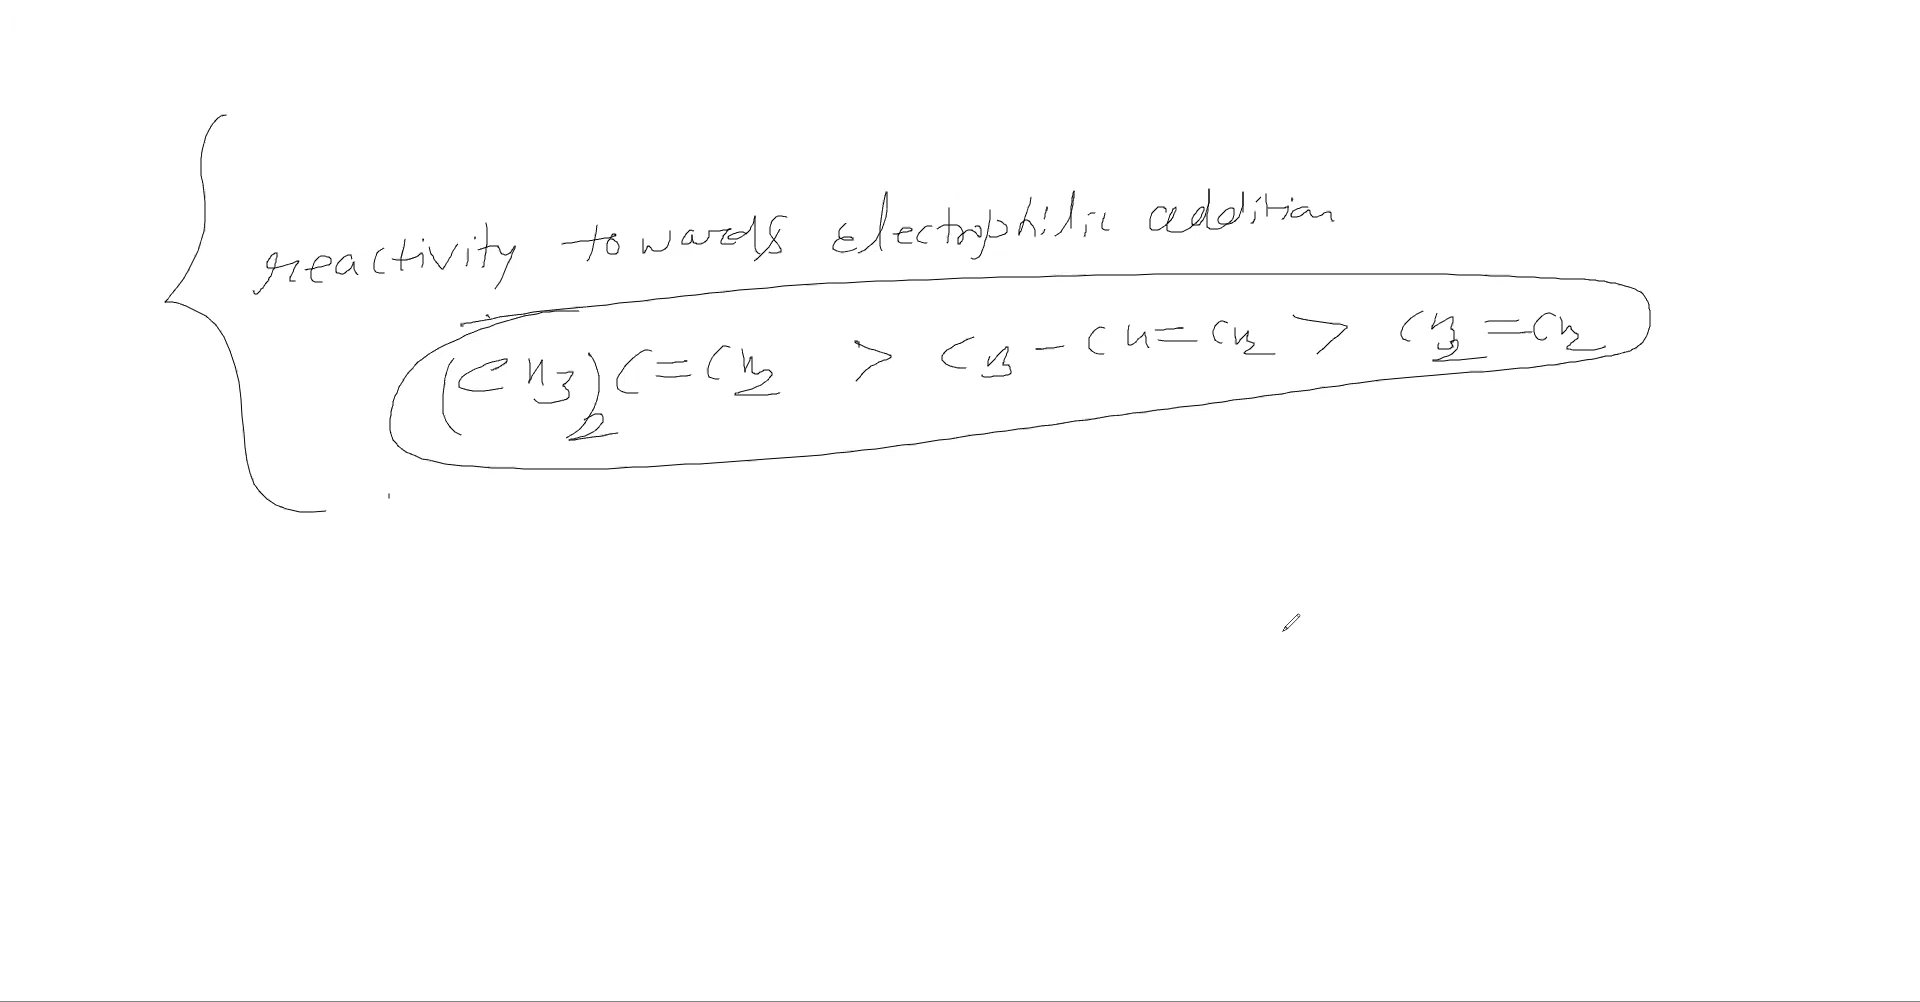 reactivity towards electrophilic addition
(CH3)2C=CH2 > CH3-CH=CH2 > CH2=CH2